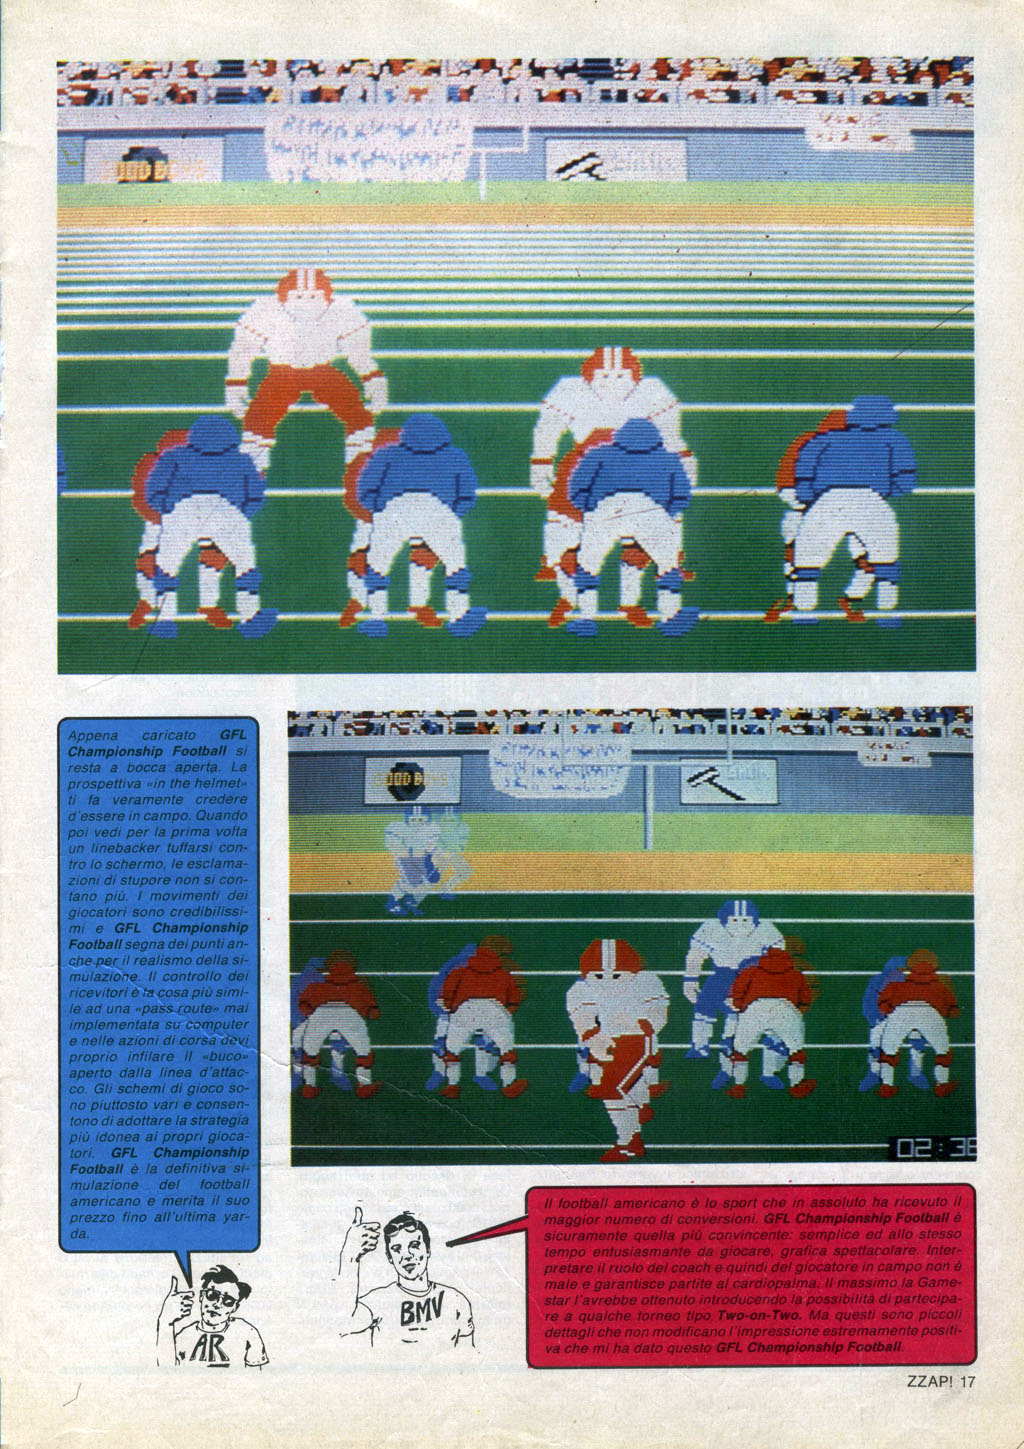 Appena caricato GFL
Championship Football si
resta a bocca aperta. La
prospettiva «in the helmet»
ti fa veramente credere
d'essere in campo. Quando
poi vedi per la prima volta
un linebacker tuffarsi con-
tro lo schermo, le esclama-
zioni di stupore non si con-
tano più. I movimenti dei
giocatori sono credibilissi-
mi e GFL Championship
Football segna dei punti an-
che per il realismo della si-
mulazione. Il controllo dei
ricevitori è la cosa più simi-
le ad una «pass route» mai
implementata su computer
e nelle azioni di corsa devi
proprio infilare il «buco»
aperto dalla linea d'attac-
co. Gli schemi di gioco so-
no piuttosto vari e consen-
tono di adottare la strategia
più idonea ai propri gioca-
tori. GFL Championship
Football è la definitiva si-
mulazione del football
americano e merita il suo
prezzo fino all'ultima yar-
da.
AR
GOOD
02:38
BMV
Il football americano è lo sport che in assoluto ha ricevuto il
maggior numero di conversioni. GFL Championship Football è
sicuramente quella più convincente: semplice ed allo stesso
tempo entusiasmante da giocare, grafica spettacolare. Inter-
pretare il ruolo del coach e quindi del giocatore in campo non è
male e garantisce partite al cardiopalma. Il massimo la Game-
star l'avrebbe ottenuto introducendo la possibilità di partecipa-
re a qualche torneo tipo Two-on-Two. Ma questi sono piccoli
dettagli che non modificano l'impressione estremamente positi-
va che mi ha dato questo GFL Championship Football.
ZZAP! 17